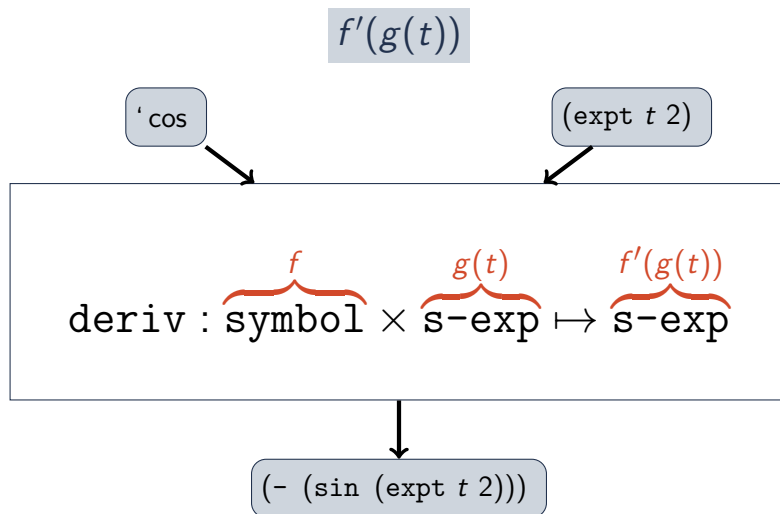 f′(g(t))
‘cos
(expt t 2)
f g(t) f′(g(t))
deriv : symbol × s-exp ↦ s-exp
(- (sin (expt t 2)))